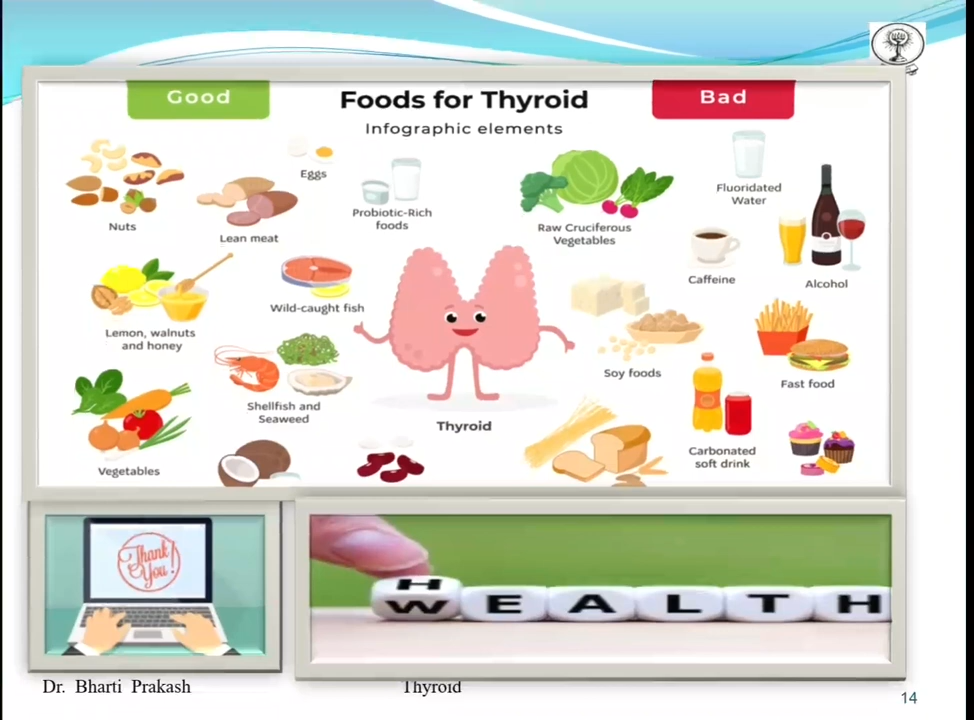 Good
Foods for Thyroid
Bad
Infographic elements
Eggs
Nuts
Lean meat
Probiotic-Rich
foods
Raw Cruciferous
Vegetables
Fluoridated
Water
Caffeine
Alcohol
Lemon, walnuts
and honey
Wild-caught fish
Soy foods
Fast food
Shellfish and
Seaweed
Thyroid
Vegetables
Carbonated
soft drink
Thank
You!
H
WEALTH
Dr. Bharti Prakash
Thyroid
14